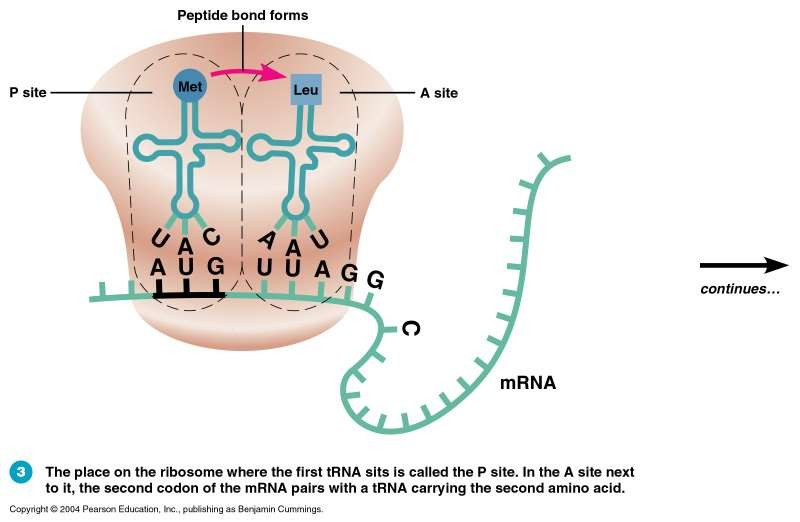 Peptide bond forms
Met
Leu
P site
A site
U A C
A A U
A U G U U A G G
C
continues…
mRNA
3 The place on the ribosome where the first tRNA sits is called the P site. In the A site next
to it, the second codon of the mRNA pairs with a tRNA carrying the second amino acid.
Copyright © 2004 Pearson Education, Inc., publishing as Benjamin Cummings.